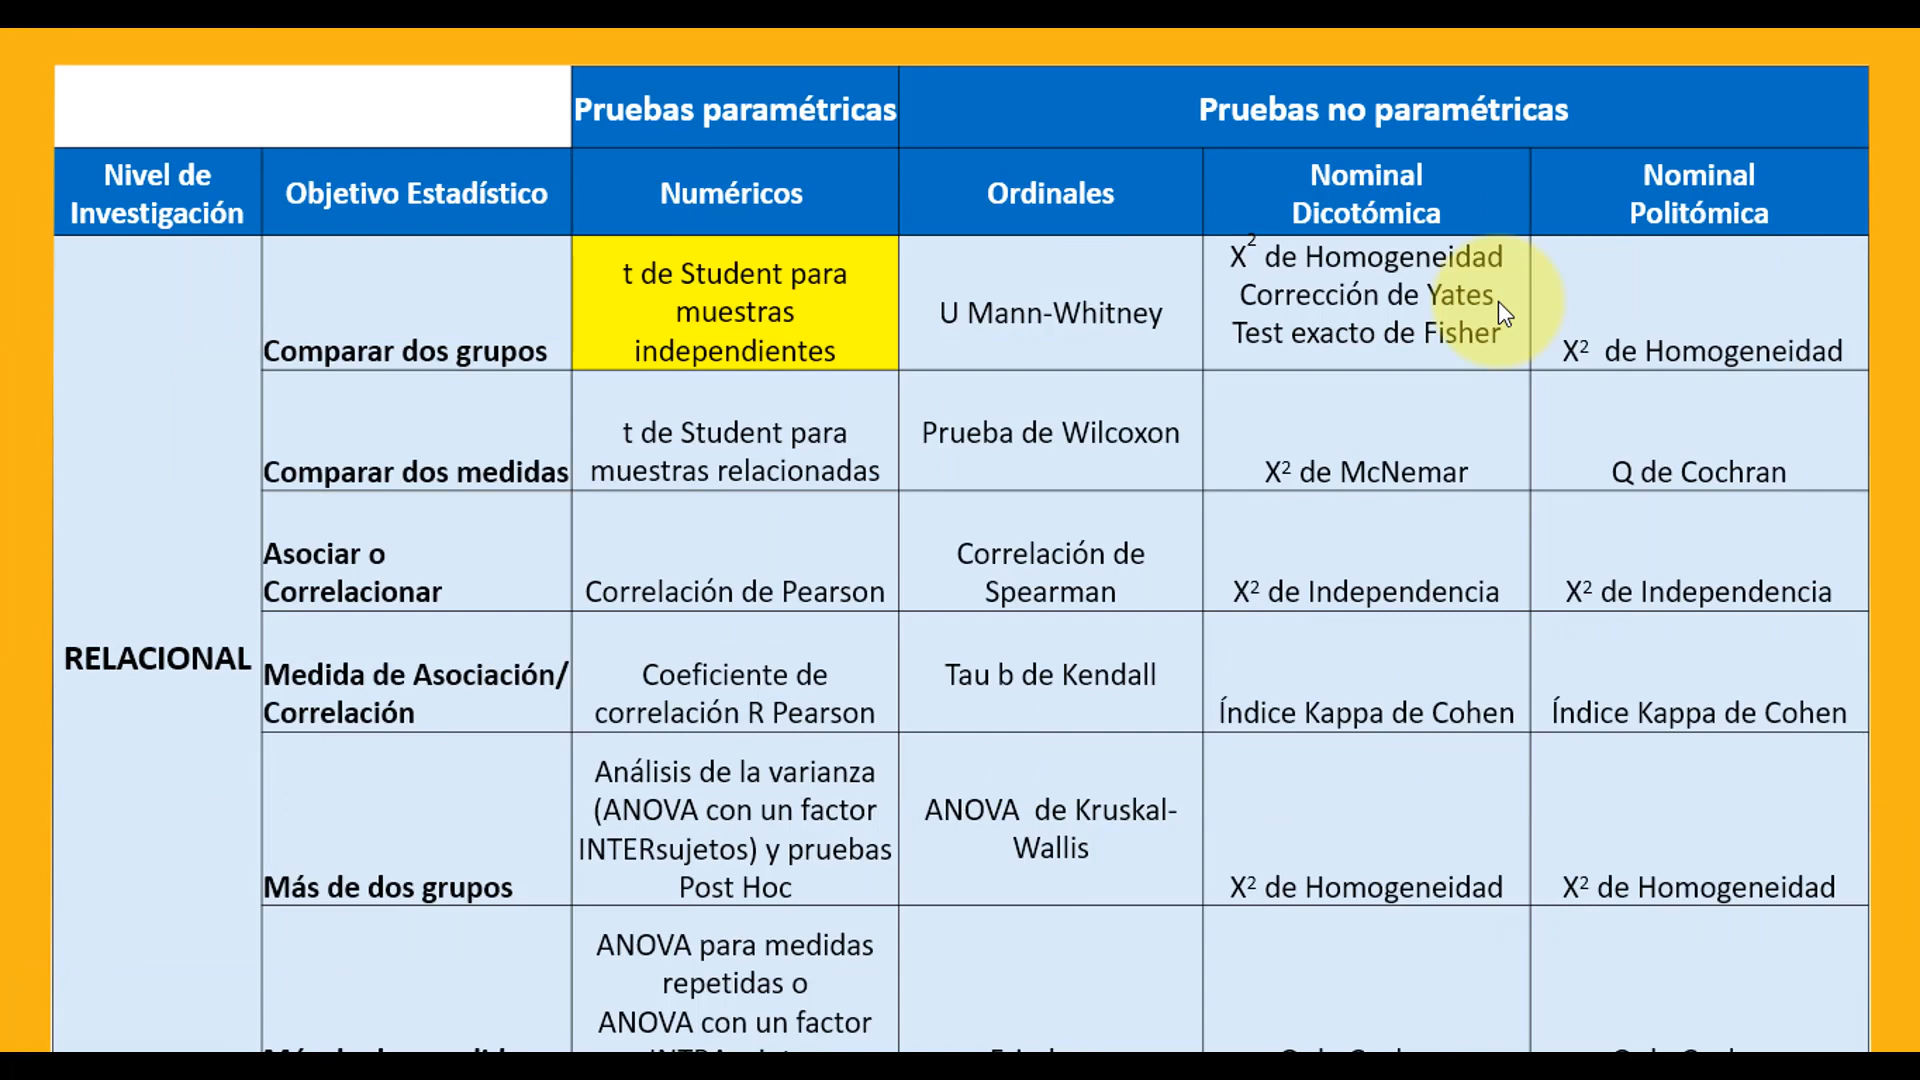 Pruebas paramétricas
Pruebas no paramétricas
Nivel de
Investigación
Objetivo Estadístico
Numéricos
Ordinales
Nominal
Dicotómica
Nominal
Politómica
RELACIONAL
Comparar dos grupos
t de Student para
muestras
independientes
U Mann-Whitney
X² de Homogeneidad
Corrección de Yates
Test exacto de Fisher
X² de Homogeneidad
Comparar dos medidas
t de Student para
muestras relacionadas
Prueba de Wilcoxon
X² de McNemar
Q de Cochran
Asociar o
Correlacionar
Correlación de Pearson
Correlación de
Spearman
X² de Independencia
X² de Independencia
Medida de Asociación/
Correlación
Coeficiente de
correlación R Pearson
Tau b de Kendall
Índice Kappa de Cohen
Índice Kappa de Cohen
Más de dos grupos
Análisis de la varianza
(ANOVA con un factor
INTERsujetos) y pruebas
Post Hoc
ANOVA de Kruskal-
Wallis
X² de Homogeneidad
X² de Homogeneidad
ANOVA para medidas
repetidas o
ANOVA con un factor